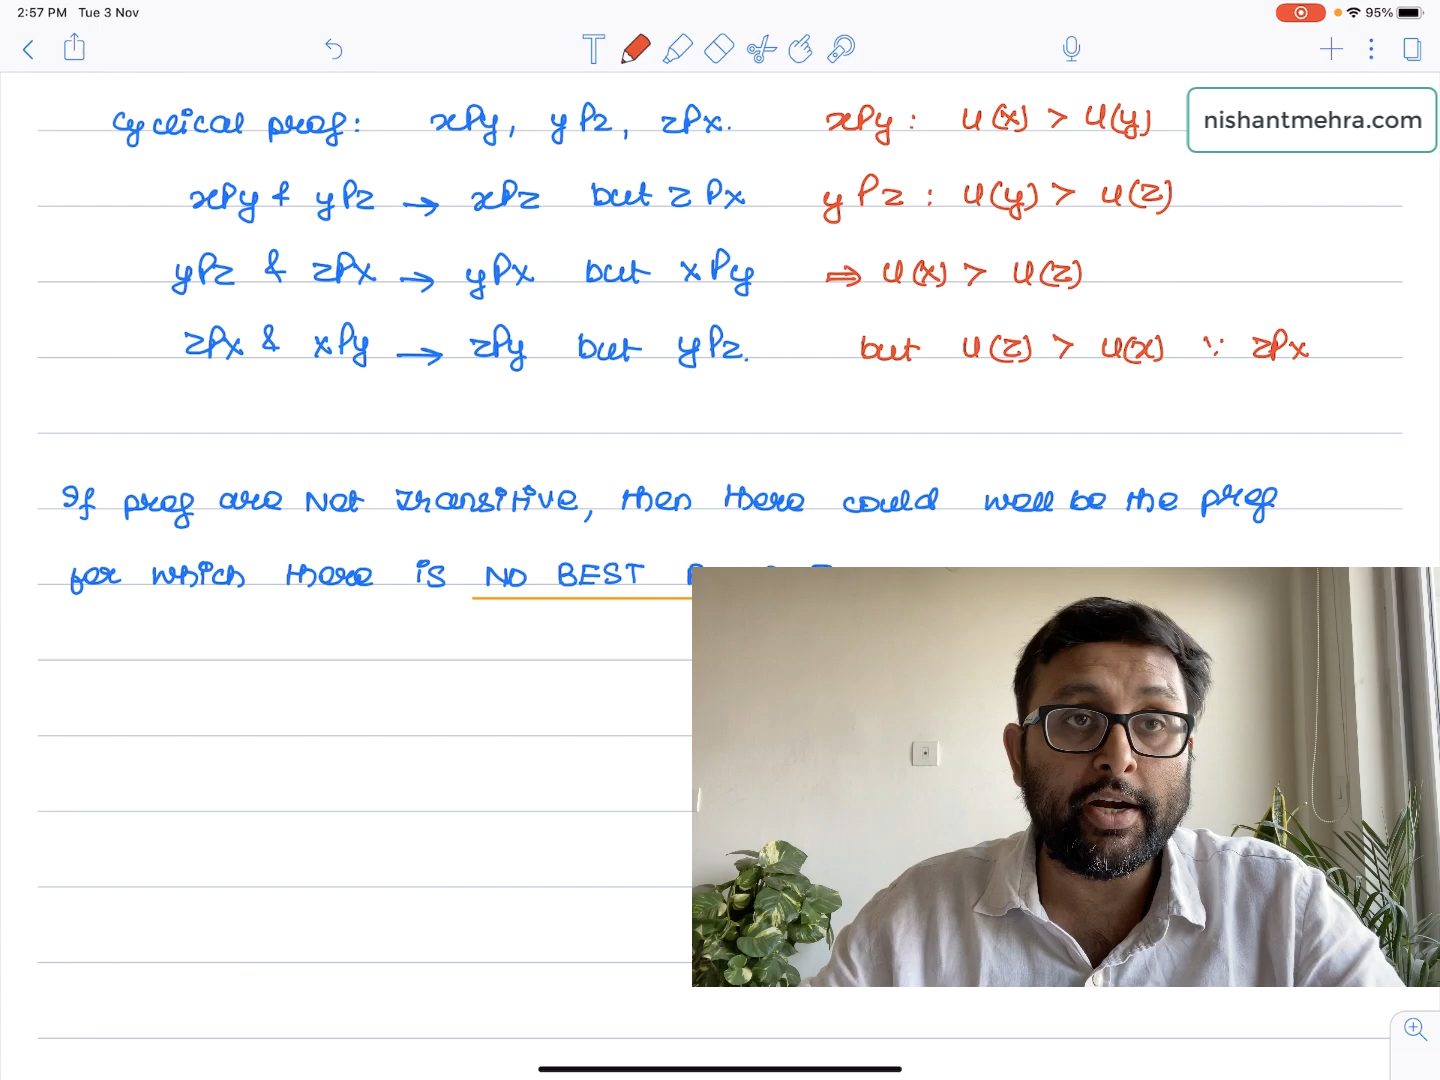 2:57 PM Tue 3 Nov
95%
T
nishantmehra.com
Cyclical pref: xPy, yPz, zPx.
xPy & yPz → xPz but zPx
yPz & zPx → yPx but xPy
zPx & xPy → zPy but yPz.
xPy : U(x) > U(y)
yPz : U(y) > U(z)
⇒ U(x) > U(z)
but U(z) > U(x) ∵ zPx
If pref are Not transitive, then there could well be the pref
for which there is NO BEST